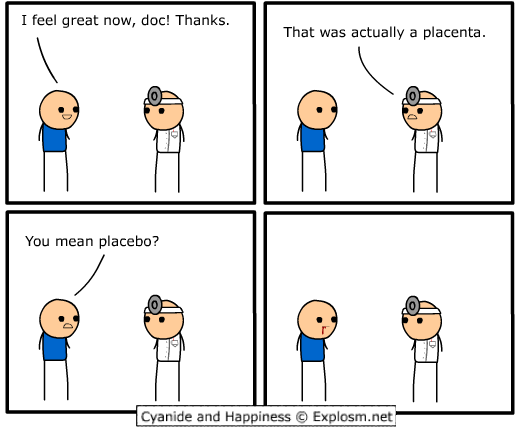 I feel great now, doc! Thanks.
That was actually a placenta.
You mean placebo?
Cyanide and Happiness © Explosm.net